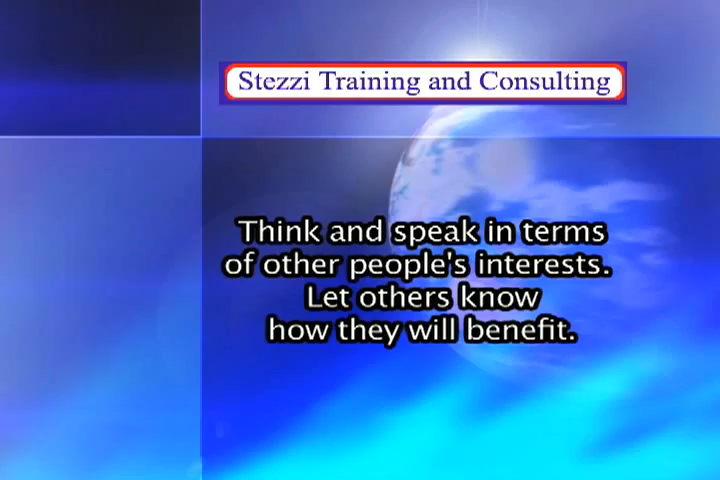 Stezzi Training and Consulting
Think and speak in terms
of other people's interests.
Let others know
how they will benefit.